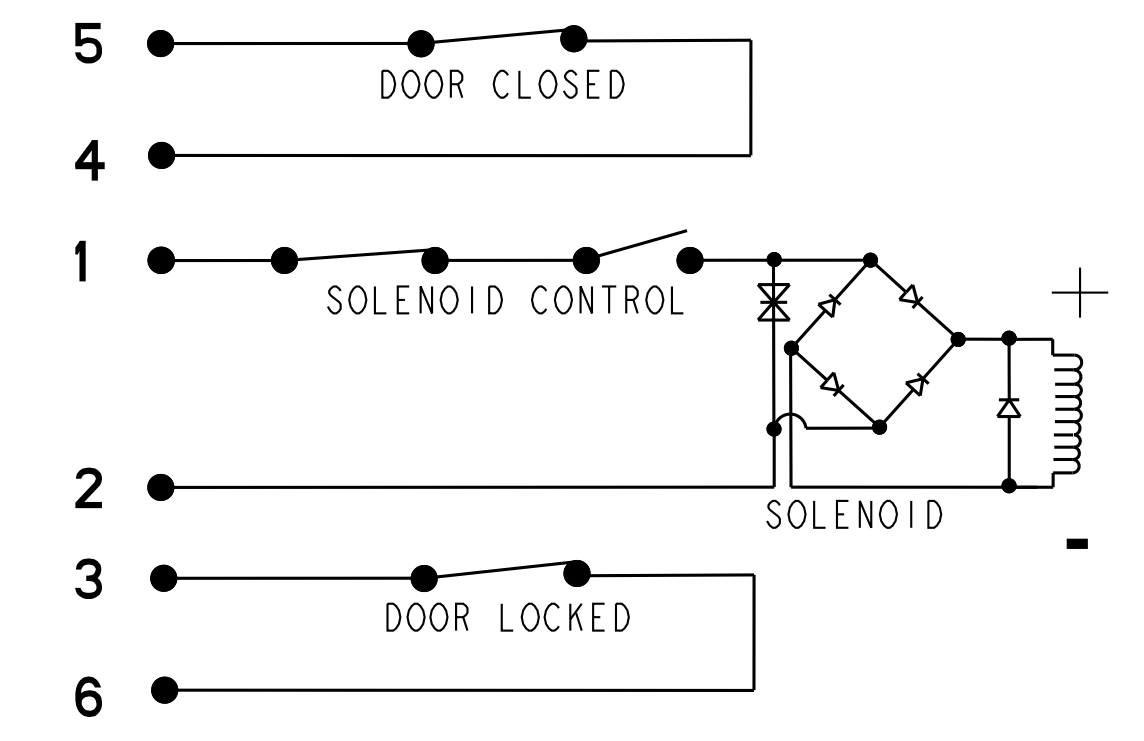 5
DOOR CLOSED
4
1
SOLENOID CONTROL
+
2
SOLENOID
-
3
DOOR LOCKED
6